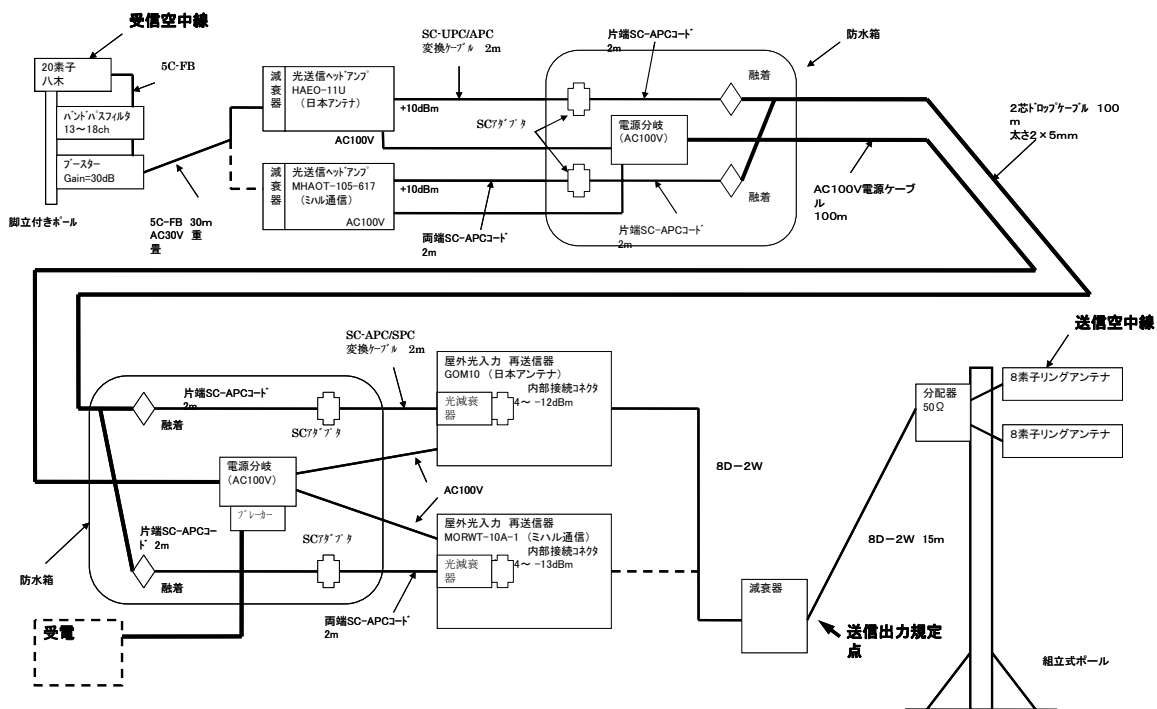 受信空中線
20素子
八木
5C-FB
ﾊﾞﾝﾄﾞﾊﾟｽﾌｨﾙﾀ
13～18ch
ﾌﾞｰｽﾀｰ
Gain=30dB
脚立付きﾎﾟｰﾙ
5C-FB 30m
AC30V 重
畳
減
衰
器
光送信ﾍｯﾄﾞｱﾝﾌﾟ
HAEO-11U
（日本アンテナ）
+10dBm
AC100V
減
衰
器
光送信ﾍｯﾄﾞｱﾝﾌﾟ
MHAOT-105-617
（ミハル通信）
AC100V
+10dBm
SC-UPC/APC
変換ｹｰﾌﾞﾙ 2m
両端SC-APCｺｰﾄﾞ
2m
片端SC-APCコード
2m
融着
SCｱﾀﾞﾌﾟﾀ
電源分岐
(AC100V)
融着
片端SC-APCｺｰﾄﾞ
2m
防水箱
2芯ﾄﾞﾛｯﾌﾟｹｰﾌﾞﾙ 100
m
太さ2×5mm
AC100V電源ケーブ
ル
100m
送信空中線
SC-APC/SPC
変換ｹｰﾌﾞﾙ 2m
片端SC-APCｺｰﾄﾞ
2m
融着
SCｱﾀﾞﾌﾟﾀ
屋外光入力 再送信器
GOM10 （日本アンテナ）
内部接続ｺﾈｸﾀ
4～ -12dBm
光減衰
器
電源分岐
(AC100V)
ﾌﾞﾚｰｶｰ
AC100V
片端SC-APCｺｰ
ﾄﾞ 2m
融着
SCｱﾀﾞﾌﾟﾀ
屋外光入力 再送信器
MORWT-10A-1 （ミハル通信）
内部接続ｺﾈｸﾀ
4～ -13dBm
光減衰
器
両端SC-APCｺｰﾄﾞ
2m
防水箱
受電
8D－2W
減衰器
送信出力規定
点
8D－2W 15m
分配器
50Ω
8素子リングアンテナ
8素子リングアンテナ
組立式ポール